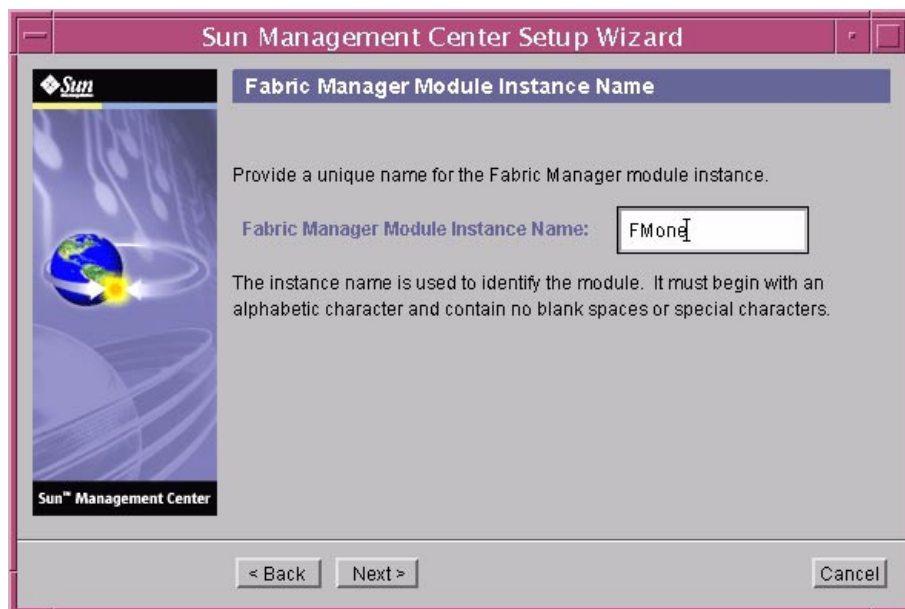 Sun Management Center Setup Wizard
Sun
Fabric Manager Module Instance Name
Provide a unique name for the Fabric Manager module instance.
Fabric Manager Module Instance Name: FMone
The instance name is used to identify the module. It must begin with an
alphabetic character and contain no blank spaces or special characters.
Sun™ Management Center
< Back Next > Cancel